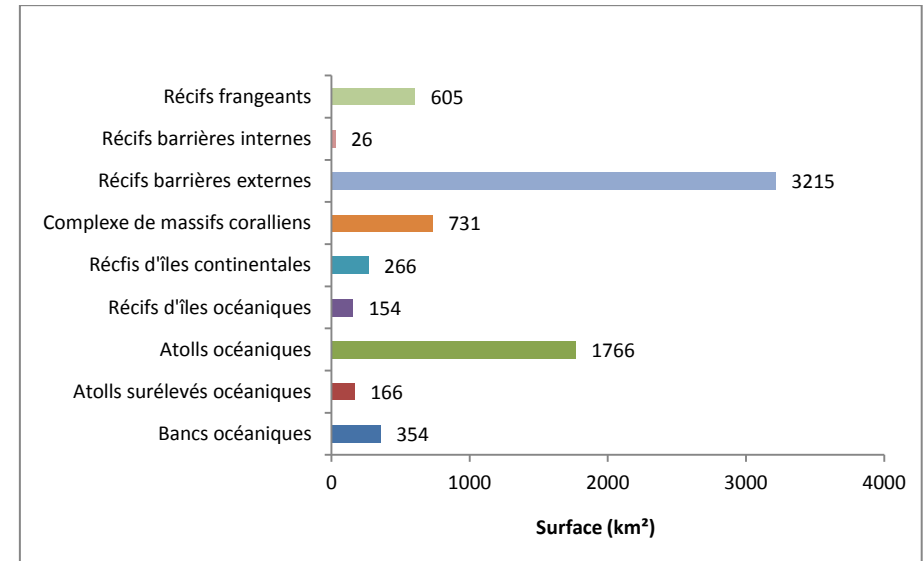 Récifs frangeants 605
Récifs barrières internes 26
Récifs barrières externes 3215
Complexe de massifs coralliens 731
Récfis d'îles continentales 266
Récifs d'îles océaniques 154
Atolls océaniques 1766
Atolls surélevés océaniques 166
Bancs océaniques 354
0 1000 2000 3000 4000
Surface (km²)